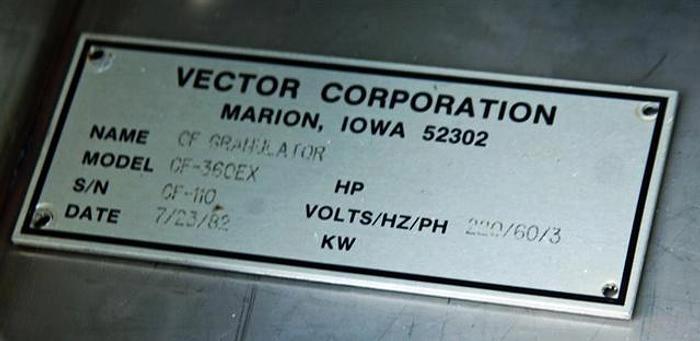 VECTOR CORPORATION
MARION, IOWA 52302
NAME CF GRANULATOR
MODEL CF-360EX
S/N CF-110
DATE 7/23/82
HP
VOLTS/HZ/PH 220/60/3
KW